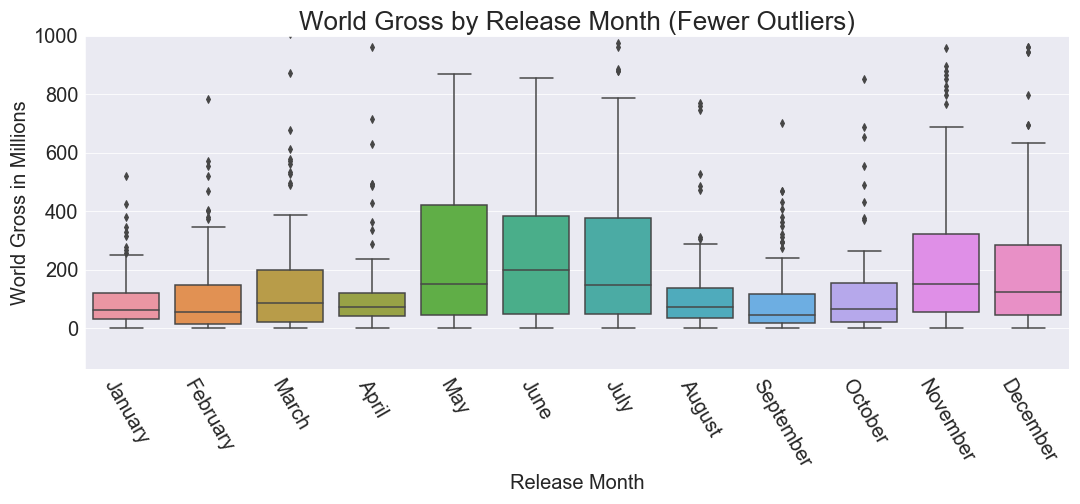 World Gross by Release Month (Fewer Outliers)
World Gross in Millions
1000
800
600
400
200
0
January
February
March
April
May
June
July
August
September
October
November
December
Release Month